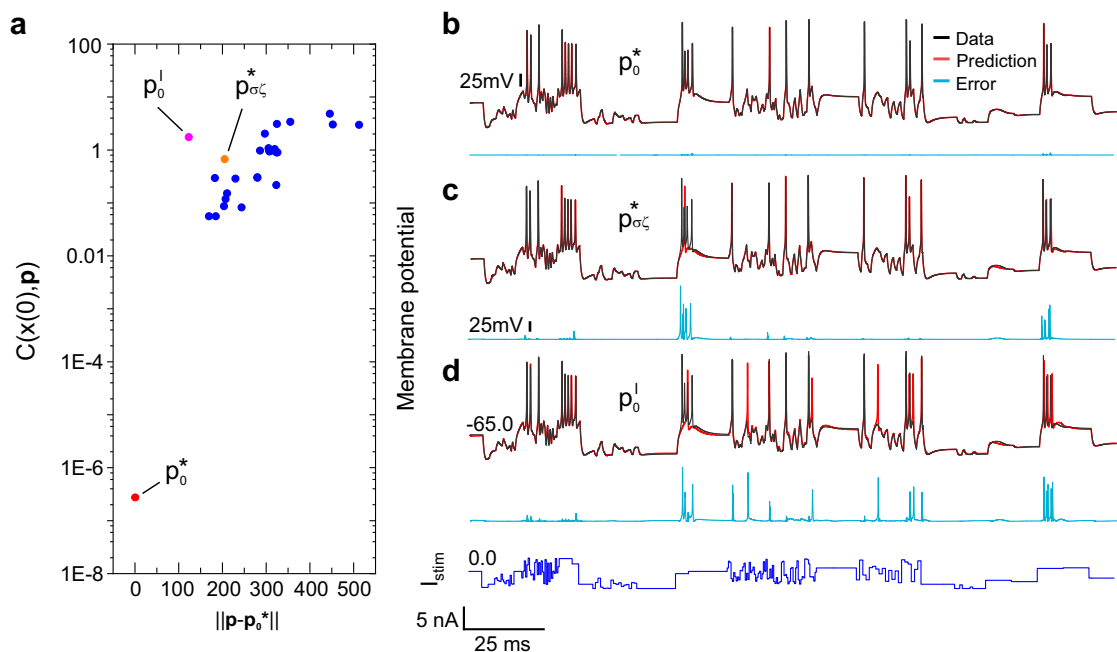 a
100
1
0.01
1E-4
1E-6
1E-8
C(x(0),p)
p₀ˡ
p*σζ
p₀*
0 100 200 300 400 500
||p-p₀*||
Membrane potential
b
25mV
p₀*
Data
Prediction
Error
c
p*σζ
25mV
d
p₀ˡ
-65.0
0.0
Istim
5 nA
25 ms